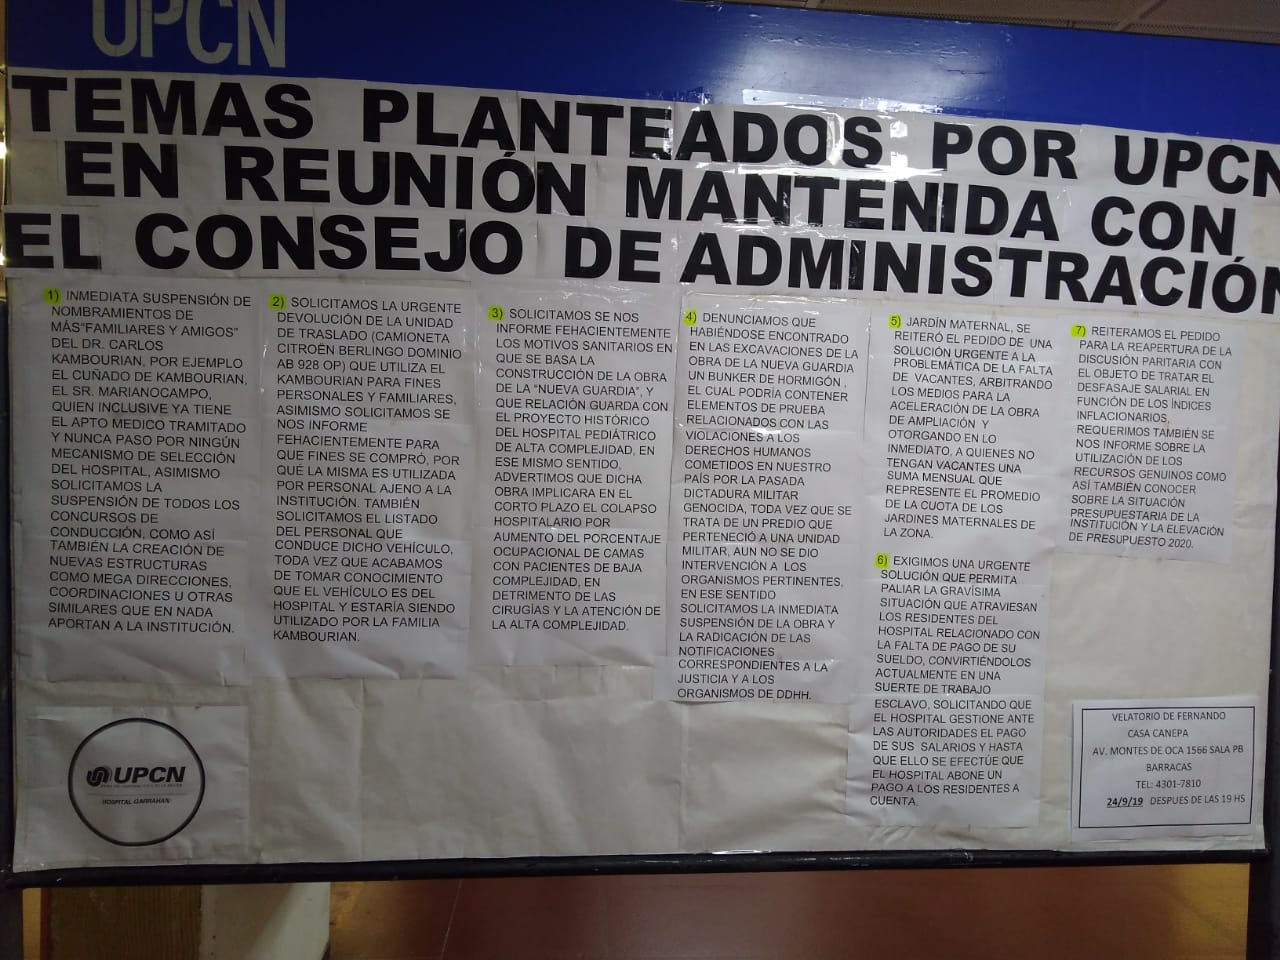 UPCN
TEMAS PLANTEADOS POR UPCN
EN REUNIÓN MANTENIDA CON
EL CONSEJO DE ADMINISTRACIÓN
1) INMEDIATA SUSPENSIÓN DE
NOMBRAMIENTOS DE
MÁS"FAMILIARES Y AMIGOS"
DEL DR. CARLOS
KAMBOURIAN, POR EJEMPLO
EL CUÑADO DE KAMBOURIAN,
EL SR. MARIANOCAMPO,
QUIEN INCLUSIVE YA TIENE
EL APTO MEDICO TRAMITADO
Y NUNCA PASO POR NINGÚN
MECANISMO DE SELECCIÓN
DEL HOSPITAL, ASIMISMO
SOLICITAMOS LA
SUSPENSIÓN DE TODOS LOS
CONCURSOS DE
CONDUCCIÓN, COMO ASÍ
TAMBIÉN LA CREACIÓN DE
NUEVAS ESTRUCTURAS
COMO MEGA DIRECCIONES,
COORDINACIONES U OTRAS
SIMILARES QUE EN NADA
APORTAN A LA INSTITUCIÓN.
2) SOLICITAMOS LA URGENTE
DEVOLUCIÓN DE LA UNIDAD
DE TRASLADO (CAMIONETA
CITROËN BERLINGO DOMINIO
AB 928 OP) QUE UTILIZA EL
KAMBOURIAN PARA FINES
PERSONALES Y FAMILIARES,
ASIMISMO SOLICITAMOS SE
NOS INFORME
FEHACIENTEMENTE PARA
QUE FINES SE COMPRÓ, POR
QUÉ LA MISMA ES UTILIZADA
POR PERSONAL AJENO A LA
INSTITUCIÓN. TAMBIÉN
SOLICITAMOS EL LISTADO
DEL PERSONAL QUE
CONDUCE DICHO VEHÍCULO,
TODA VEZ QUE ACABAMOS
DE TOMAR CONOCIMIENTO
QUE EL VEHÍCULO ES DEL
HOSPITAL Y ESTARÍA SIENDO
UTILIZADO POR LA FAMILIA
KAMBOURIAN.
3) SOLICITAMOS SE NOS
INFORME FEHACIENTEMENTE
LOS MOTIVOS SANITARIOS EN
QUE SE BASA LA
CONSTRUCCIÓN DE LA OBRA
DE LA "NUEVA GUARDIA", Y
QUE RELACIÓN GUARDA CON
EL PROYECTO HISTÓRICO
DEL HOSPITAL PEDIÁTRICO
DE ALTA COMPLEJIDAD, EN
ESE MISMO SENTIDO,
ADVERTIMOS QUE DICHA
OBRA IMPLICARA EN EL
CORTO PLAZO EL COLAPSO
HOSPITALARIO POR
AUMENTO DEL PORCENTAJE
OCUPACIONAL DE CAMAS
CON PACIENTES DE BAJA
COMPLEJIDAD, EN
DETRIMENTO DE LAS
CIRUGÍAS Y LA ATENCIÓN DE
LA ALTA COMPLEJIDAD.
4) DENUNCIAMOS QUE
HABIÉNDOSE ENCONTRADO
EN LAS EXCAVACIONES DE LA
OBRA DE LA NUEVA GUARDIA
UN BUNKER DE HORMIGÓN ,
EL CUAL PODRÍA CONTENER
ELEMENTOS DE PRUEBA
RELACIONADOS CON LAS
VIOLACIONES A LOS
DERECHOS HUMANOS
COMETIDOS EN NUESTRO
PAÍS POR LA PASADA
DICTADURA MILITAR
GENOCIDA, TODA VEZ QUE SE
TRATA DE UN PREDIO QUE
PERTENECIÓ A UNA UNIDAD
MILITAR, AUN NO SE DIO
INTERVENCIÓN A LOS
ORGANISMOS PERTINENTES,
EN ESE SENTIDO
SOLICITAMOS LA INMEDIATA
SUSPENSIÓN DE LA OBRA Y
LA RADICACIÓN DE LAS
NOTIFICACIONES
CORRESPONDIENTES A LA
JUSTICIA Y A LOS
ORGANISMOS DE DDHH.
5) JARDÍN MATERNAL, SE
REITERÓ EL PEDIDO DE UNA
SOLUCIÓN URGENTE A LA
PROBLEMÁTICA DE LA FALTA
DE VACANTES, ARBITRANDO
LOS MEDIOS PARA LA
ACELERACIÓN DE LA OBRA
DE AMPLIACIÓN Y
OTORGANDO EN LO
INMEDIATO, A QUIENES NO
TENGAN VACANTES UNA
SUMA MENSUAL QUE
REPRESENTE EL PROMEDIO
DE LA CUOTA DE LOS
JARDINES MATERNALES DE
LA ZONA.
6) EXIGIMOS UNA URGENTE
SOLUCIÓN QUE PERMITA
PALIAR LA GRAVÍSIMA
SITUACIÓN QUE ATRAVIESAN
LOS RESIDENTES DEL
HOSPITAL RELACIONADO CON
LA FALTA DE PAGO DE SU
SUELDO, CONVIRTIÉNDOLOS
ACTUALMENTE EN UNA
SUERTE DE TRABAJO
ESCLAVO, SOLICITANDO QUE
EL HOSPITAL GESTIONE ANTE
LAS AUTORIDADES EL PAGO
DE SUS SALARIOS Y HASTA
QUE ELLO SE EFECTÚE QUE
EL HOSPITAL ABONE UN
PAGO A LOS RESIDENTES A
CUENTA.
7) REITERAMOS EL PEDIDO
PARA LA REAPERTURA DE LA
DISCUSIÓN PARITARIA CON
EL OBJETO DE TRATAR EL
DESFASAJE SALARIAL EN
FUNCIÓN DE LOS ÍNDICES
INFLACIONARIOS,
REQUERIMOS TAMBIÉN SE
NOS INFORME SOBRE LA
UTILIZACIÓN DE LOS
RECURSOS GENUINOS COMO
ASÍ TAMBIÉN CONOCER
SOBRE LA SITUACIÓN
PRESUPUESTARIA DE LA
INSTITUCIÓN Y LA ELEVACIÓN
DE PRESUPUESTO 2020.
UPCN
HOSPITAL GARRAHAN
VELATORIO DE FERNANDO
CASA CANEPA
AV. MONTES DE OCA 1566 SALA PB
BARRACAS
TEL: 4301-7810
24/9/19 DESPUES DE LAS 19 HS